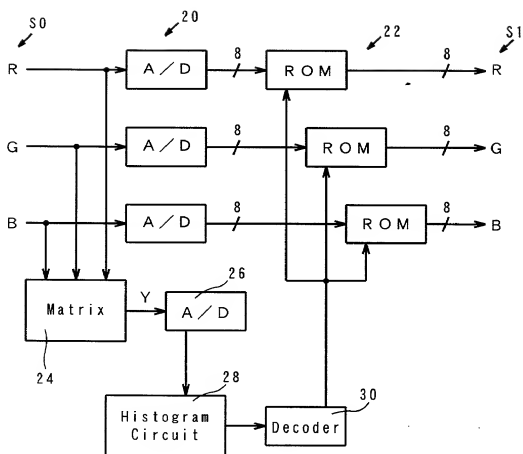 S0 20 22 S1
R A/D 8 ROM 8 R
G A/D 8 ROM 8 G
B A/D 8 ROM 8 B
Matrix Y A/D 26
24
28
Histogram
Circuit
Decoder 30